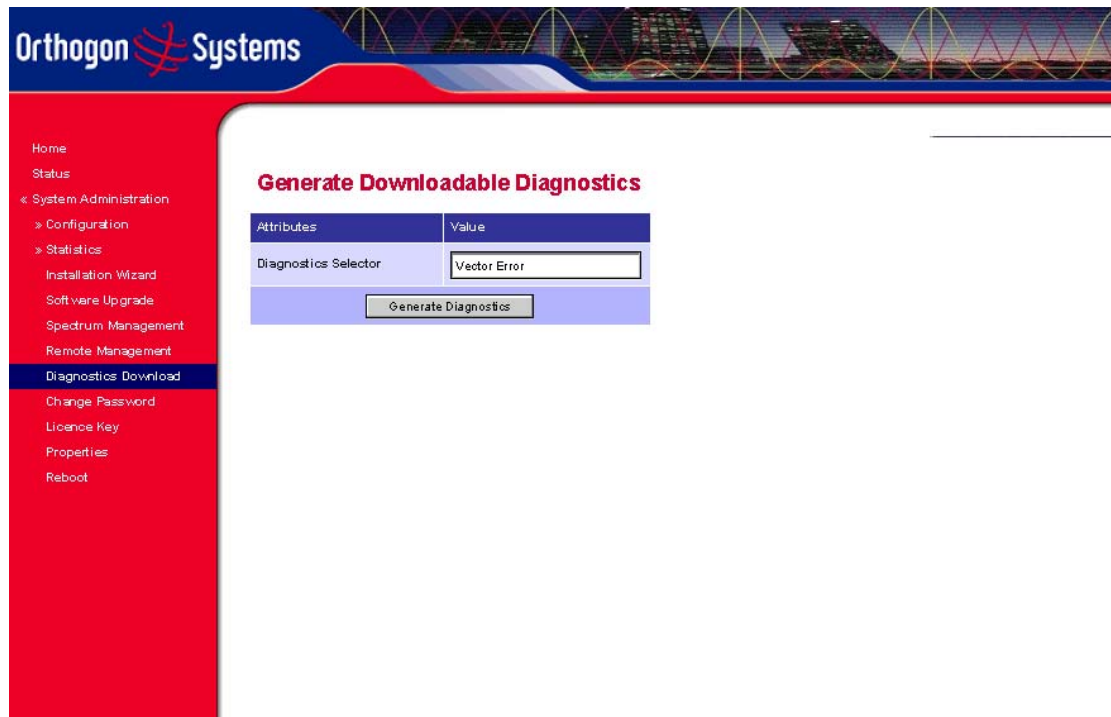 Orthogon Systems
Home
Status
« System Administration
» Configuration
» Statistics
Installation Wizard
Software Upgrade
Spectrum Management
Remote Management
Diagnostics Download
Change Password
Licence Key
Properties
Reboot
Generate Downloadable Diagnostics
Attributes Value
Diagnostics Selector Vector Error
Generate Diagnostics